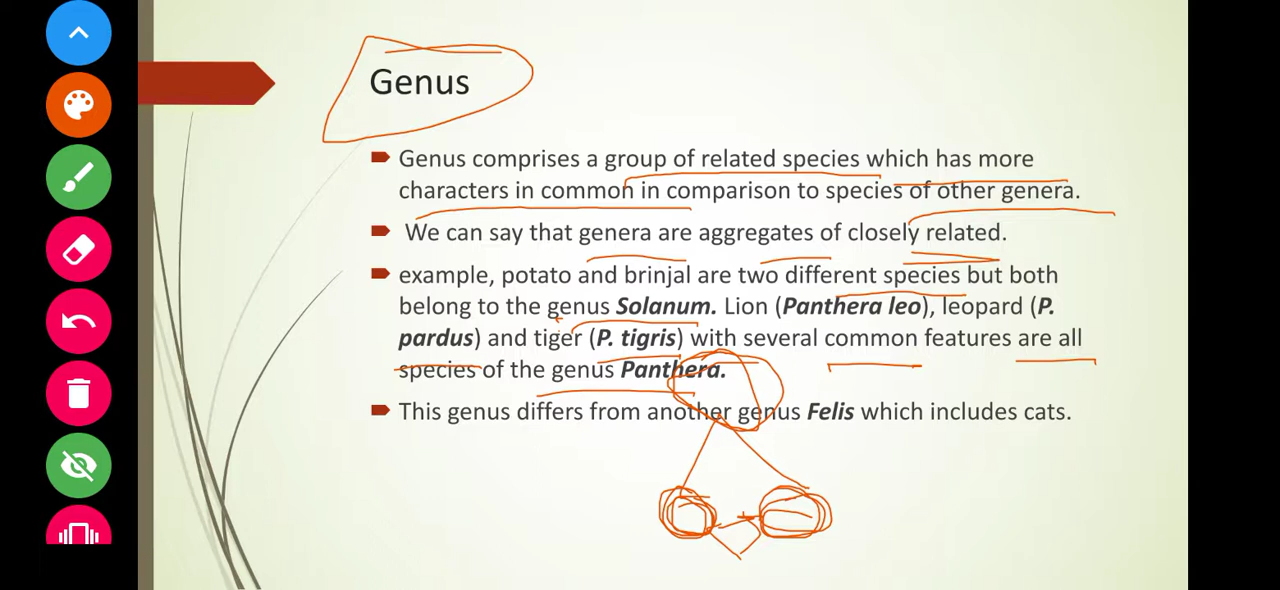 Genus
Genus comprises a group of related species which has more
characters in common in comparison to species of other genera.
We can say that genera are aggregates of closely related.
example, potato and brinjal are two different species but both
belong to the genus Solanum. Lion (Panthera leo), leopard (P.
pardus) and tiger (P. tigris) with several common features are all
species of the genus Panthera.
This genus differs from another genus Felis which includes cats.